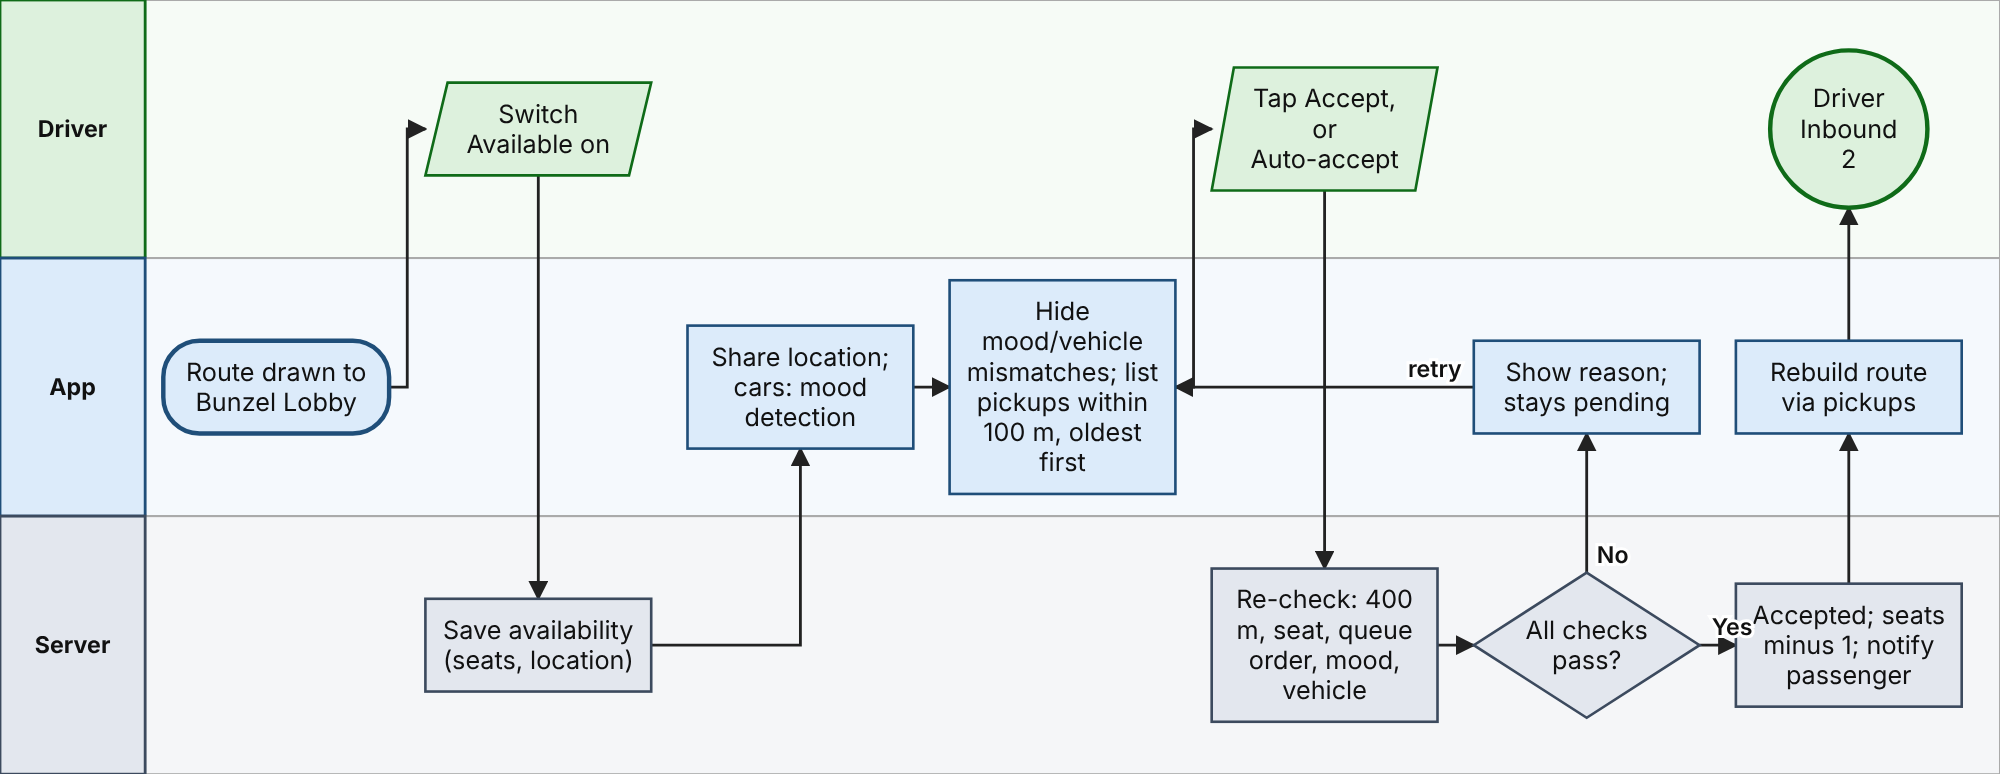 Driver
Switch
Available on
Tap Accept,
or
Auto-accept
Driver
Inbound
2
App
Route drawn to
Bunzel Lobby
Share location;
cars: mood
detection
Hide
mood/vehicle
mismatches; list
pickups within
100 m, oldest
first
retry
Show reason;
stays pending
Rebuild route
via pickups
Server
Save availability
(seats, location)
Re-check: 400
m, seat, queue
order, mood,
vehicle
All checks
pass?
No
Yes
Accepted; seats
minus 1; notify
passenger